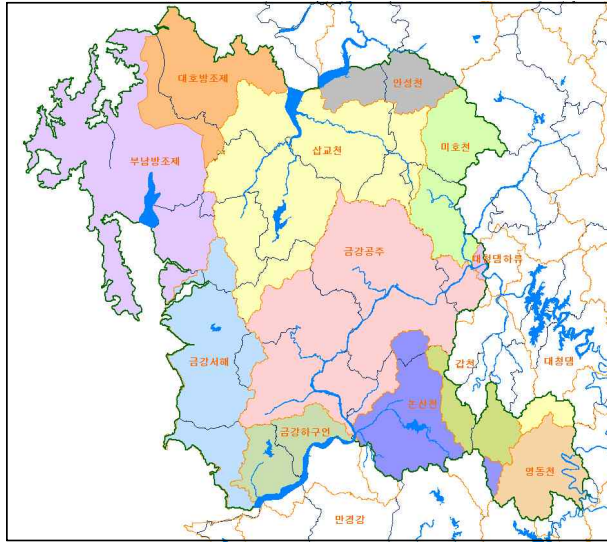 대호방조제
안성천
삽교천
미호천
부남방조제
금강공주
대청댐하류
금강서해
갑천
대청댐
논산천
금강하구언
영동천
만경강